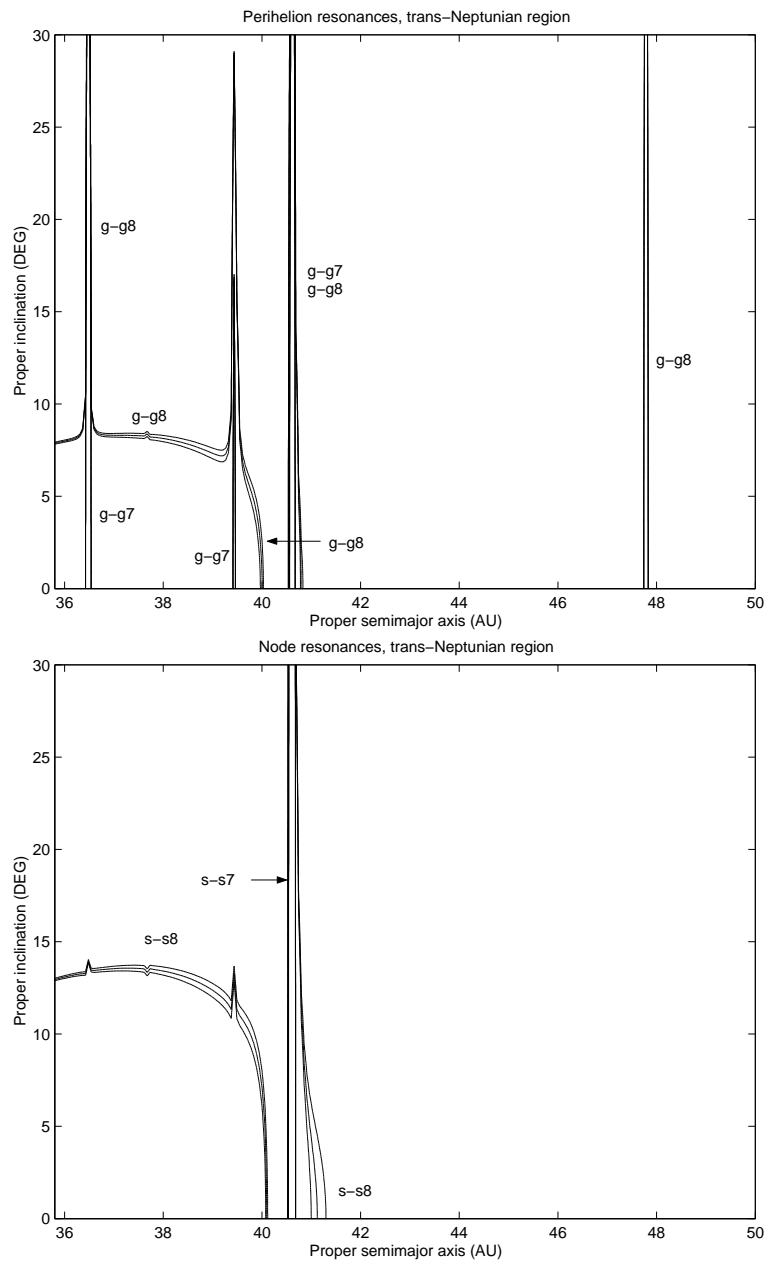 Perihelion resonances, trans−Neptunian region
30
25
20
15
10
5
0
Proper inclination (DEG)
g−g8
g−g8
g−g7
g−g7
g−g8
g−g7
g−g8
g−g8
36 38 40 42 44 46 48 50
Proper semimajor axis (AU)
Node resonances, trans−Neptunian region
30
25
20
15
10
5
0
Proper inclination (DEG)
s−s7
s−s8
s−s8
36 38 40 42 44 46 48 50
Proper semimajor axis (AU)